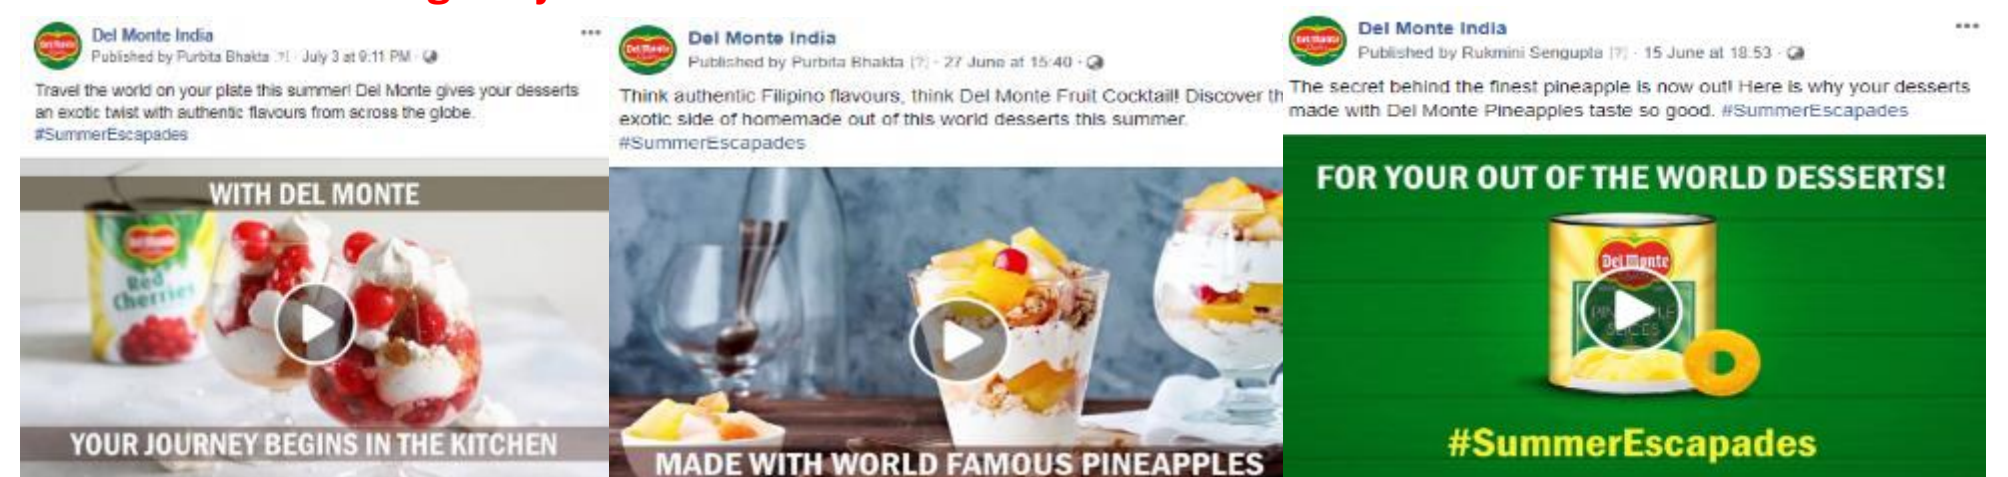 Del Monte India
Published by Purbita Bhakta [?] · July 3 at 9:11 PM ·
Travel the world on your plate this summer! Del Monte gives your desserts
an exotic twist with authentic flavours from across the globe.
#SummerEscapades
WITH DEL MONTE
Del Monte
Red
Cherries
YOUR JOURNEY BEGINS IN THE KITCHEN
Del Monte India
Published by Purbita Bhakta [?] · 27 June at 15:40 ·
Think authentic Filipino flavours, think Del Monte Fruit Cocktail! Discover th
exotic side of homemade out of this world desserts this summer.
#SummerEscapades
MADE WITH WORLD FAMOUS PINEAPPLES
Del Monte India
Published by Rukmini Sengupta [?] · 15 June at 18:53 ·
The secret behind the finest pineapple is now out! Here is why your desserts
made with Del Monte Pineapples taste so good. #SummerEscapades
FOR YOUR OUT OF THE WORLD DESSERTS!
Del Monte
SLICES
#SummerEscapades